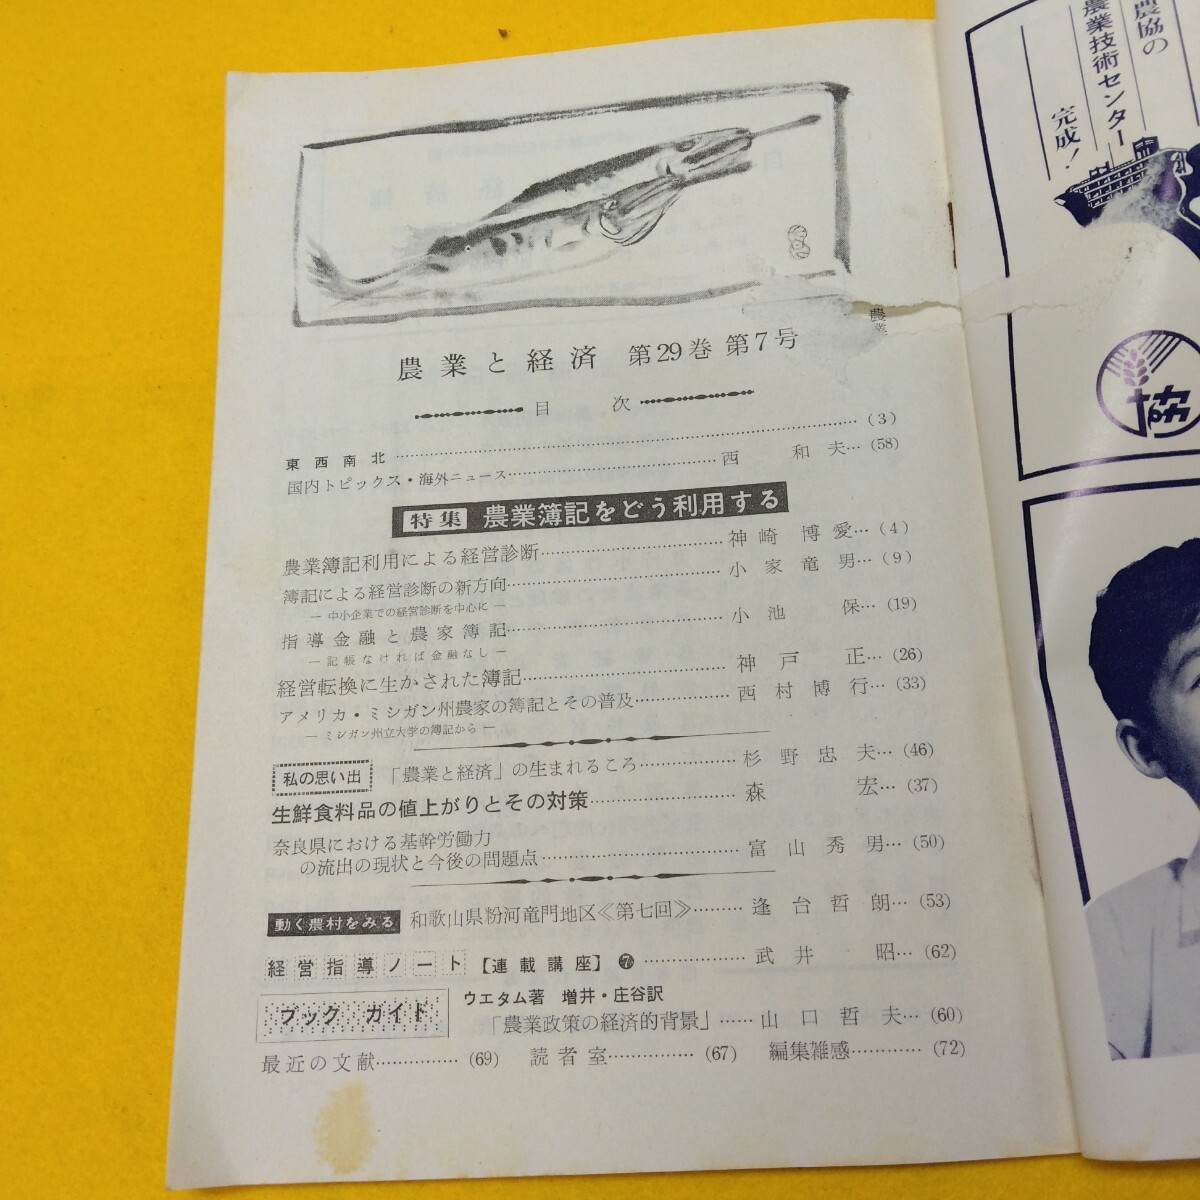 農業と経済 第29巻 第7号
目次
東西南北 (3)
国内トピックス・海外ニュース 西和夫 (58)
特集 農業簿記をどう利用する
農業簿記利用による経営診断 神崎博愛 (4)
簿記による経営診断の新方向 小家竜男 (9)
―中小企業での経営診断を中心に―
指導金融と農家簿記 小池保 (19)
―記帳なければ金融なし―
経営転換に生かされた簿記 神戸正 (26)
アメリカ・ミシガン州農家の簿記とその普及 西村博行 (33)
―ミシガン州立大学の簿記から―
私の思い出 「農業と経済」の生まれるころ 杉野忠夫 (46)
生鮮食料品の値上がりとその対策 森宏 (37)
奈良県における基幹労働力
の流出の現状と今後の問題点 富山秀男 (50)
動く農村をみる 和歌山県粉河竜門地区≪第七回≫ 逢台哲朗 (53)
経営指導ノート【連載講座】❼ 武井昭 (62)
ブックガイド ウエタム著 増井・庄谷訳
「農業政策の経済的背景」 山口哲夫 (60)
最近の文献 (69) 読者室 (67) 編集雑感 (72)
農業
農協の
農業技術センター
完成!
協